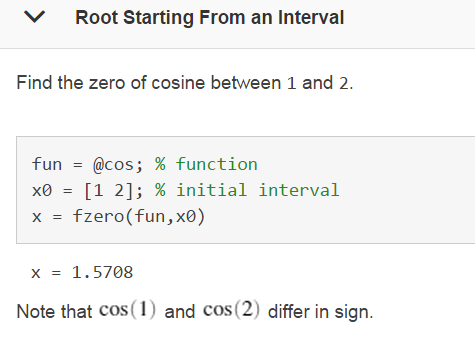 Root Starting From an Interval
Find the zero of cosine between 1 and 2.
fun = @cos; % function
x0 = [1 2]; % initial interval
x = fzero(fun,x0)
x = 1.5708
Note that cos(1) and cos(2) differ in sign.